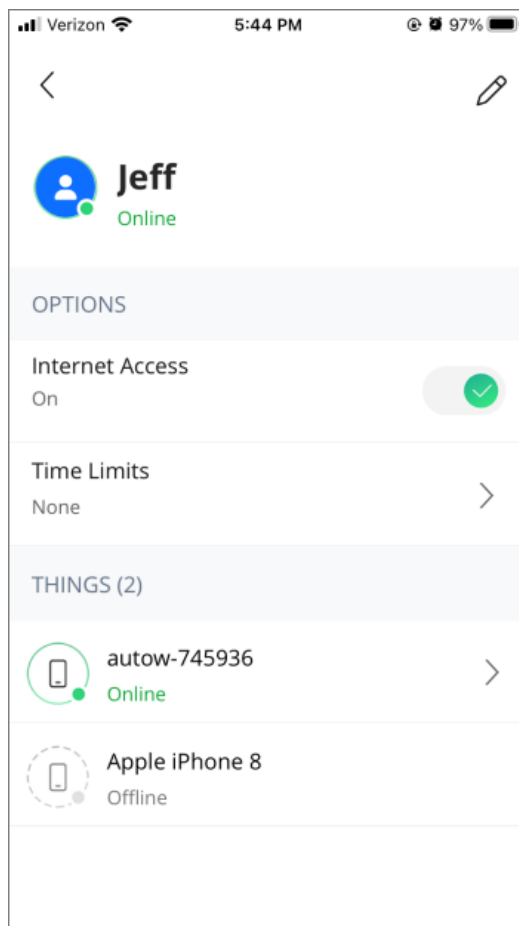 Verizon 5:44 PM 97%
Jeff
Online
OPTIONS
Internet Access
On
Time Limits
None
THINGS (2)
autow-745936
Online
Apple iPhone 8
Offline